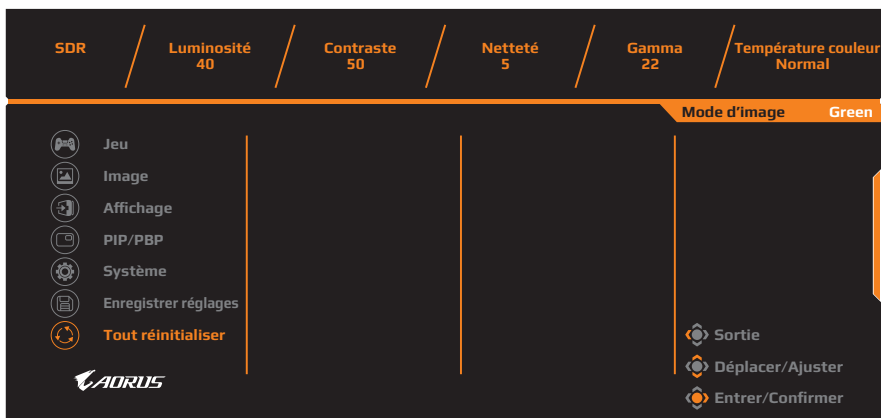 SDR
Luminosité
40
Contraste
50
Netteté
5
Gamma
22
Température couleur
Normal
Mode d'image Green
Jeu
Image
Affichage
PIP/PBP
Système
Enregistrer réglages
Tout réinitialiser
AORUS
Sortie
Déplacer/Ajuster
Entrer/Confirmer